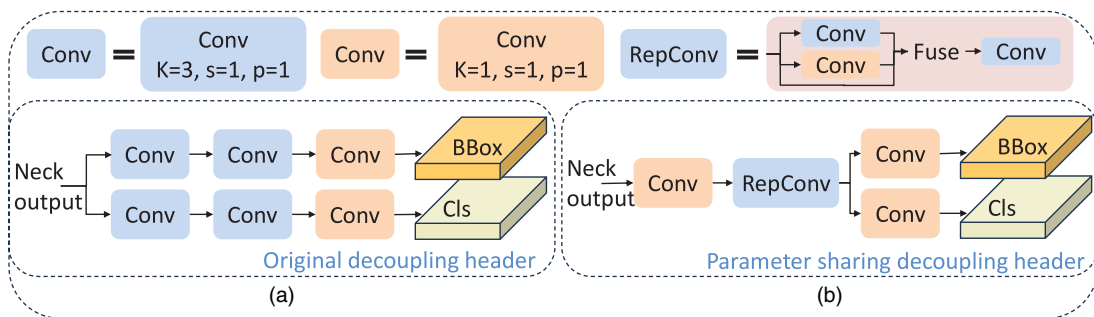 Conv = Conv K=3, s=1, p=1
Conv = Conv K=1, s=1, p=1
RepConv = Conv Conv Fuse Conv
Neck output
Conv Conv Conv BBox
Conv Conv Conv Cls
Original decoupling header
(a)
Neck output
Conv RepConv
Conv BBox
Conv Cls
Parameter sharing decoupling header
(b)